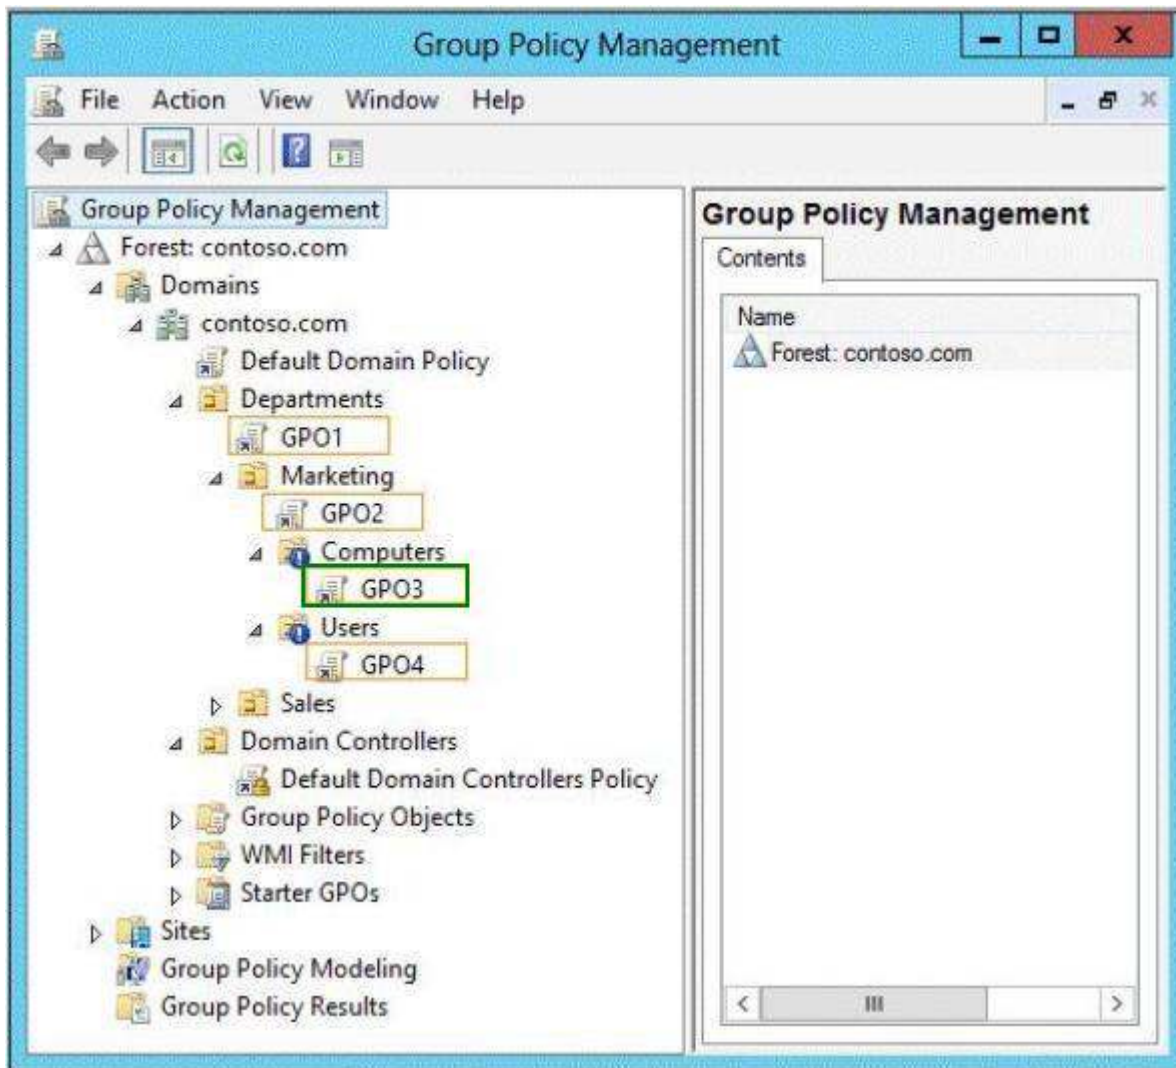 Group Policy Management
File Action View Window Help
Group Policy Management
Forest: contoso.com
Domains
contoso.com
Default Domain Policy
Departments
GPO1
Marketing
GPO2
Computers
GPO3
Users
GPO4
Sales
Domain Controllers
Default Domain Controllers Policy
Group Policy Objects
WMI Filters
Starter GPOs
Sites
Group Policy Modeling
Group Policy Results
Group Policy Management
Contents
Name
Forest: contoso.com